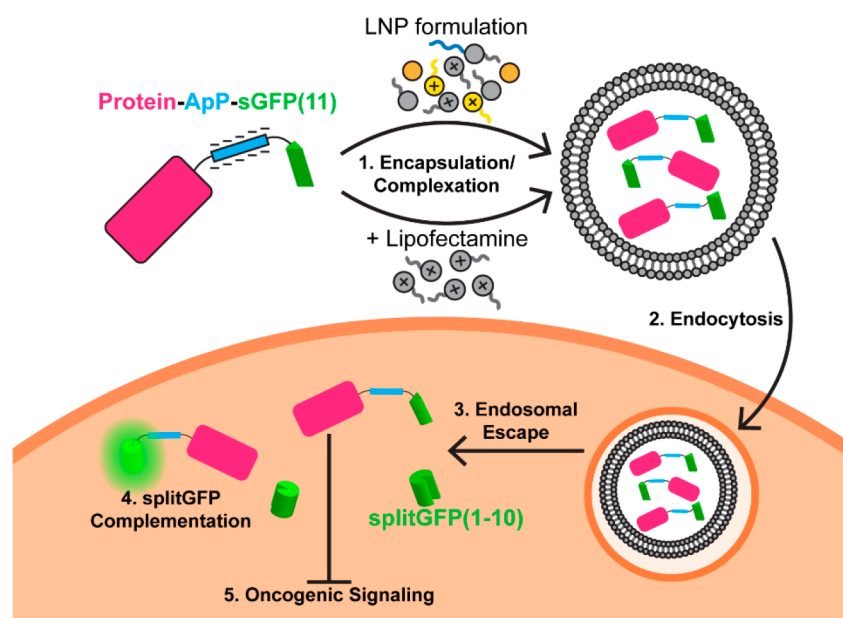 LNP formulation
Protein-ApP-sGFP(11)
1. Encapsulation/
Complexation
+ Lipofectamine
2. Endocytosis
3. Endosomal
Escape
4. splitGFP
Complementation
splitGFP(1-10)
5. Oncogenic Signaling